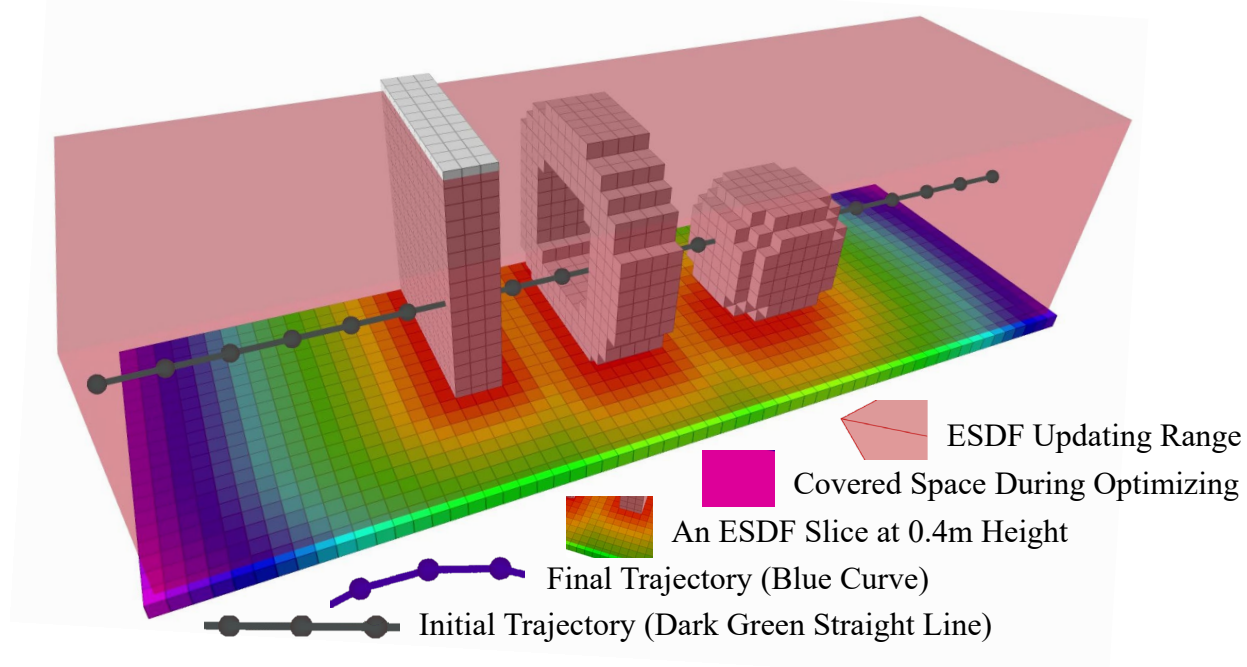 ESDF Updating Range
Covered Space During Optimizing
An ESDF Slice at 0.4m Height
Final Trajectory (Blue Curve)
Initial Trajectory (Dark Green Straight Line)